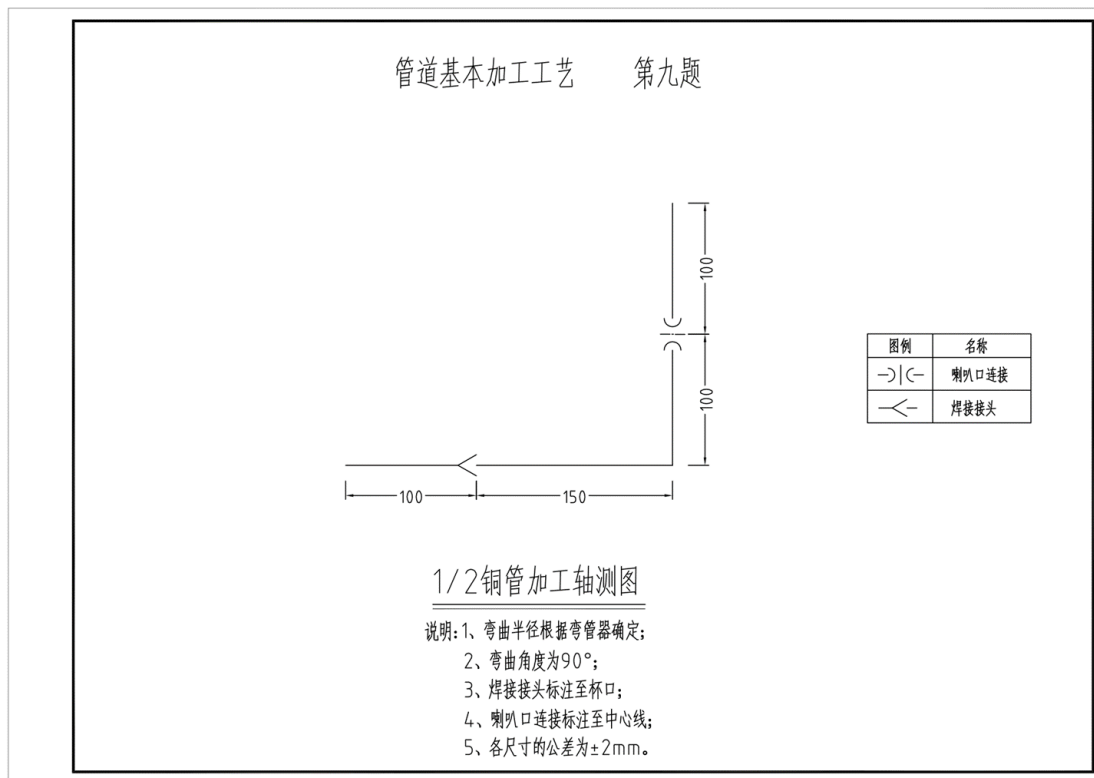 管道基本加工工艺 第九题
100
100
图例 名称
喇叭口连接
焊接接头
100 150
1/2铜管加工轴测图
说明:1、弯曲半径根据弯管器确定;
2、弯曲角度为90°;
3、焊接接头标注至杯口;
4、喇叭口连接标注至中心线;
5、各尺寸的公差为±2mm。